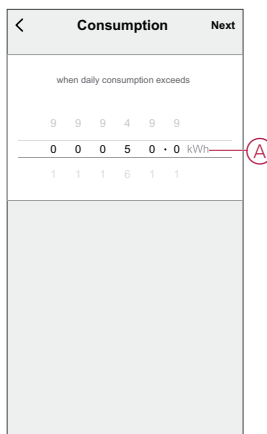 < Consumption Next
when daily consumption exceeds
9 9 9 4 9 9
0 0 0 5 0 · 0 kWh
1 1 1 6 1 1
A